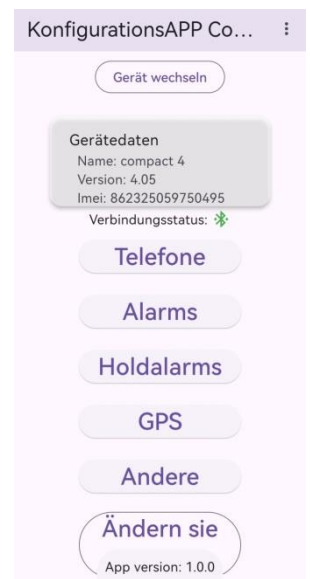 KonfigurationsAPP Co...
Gerät wechseln
Gerätedaten
Name: compact 4
Version: 4.05
Imei: 862325059750495
Verbindungsstatus:
Telefone
Alarms
Holdalarms
GPS
Andere
Ändern sie
App version: 1.0.0